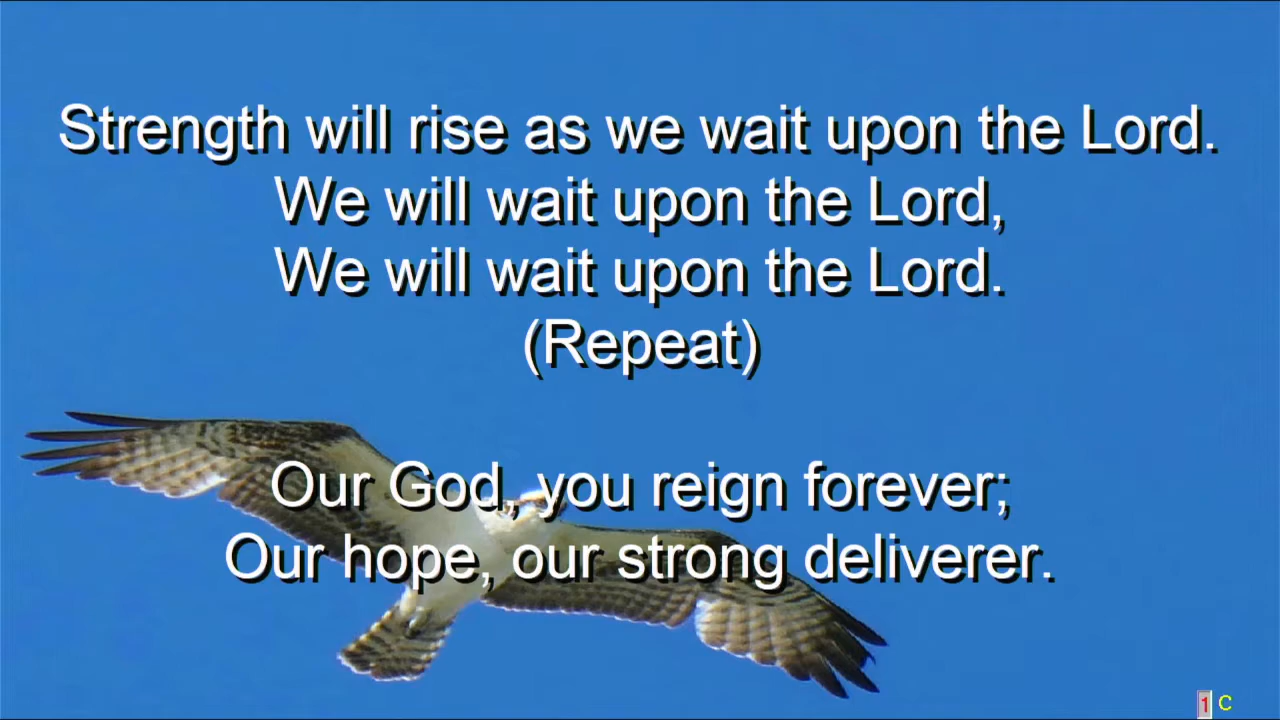 Strength will rise as we wait upon the Lord.
We will wait upon the Lord,
We will wait upon the Lord.
(Repeat)
Our God, you reign forever;
Our hope, our strong deliverer.
1 C